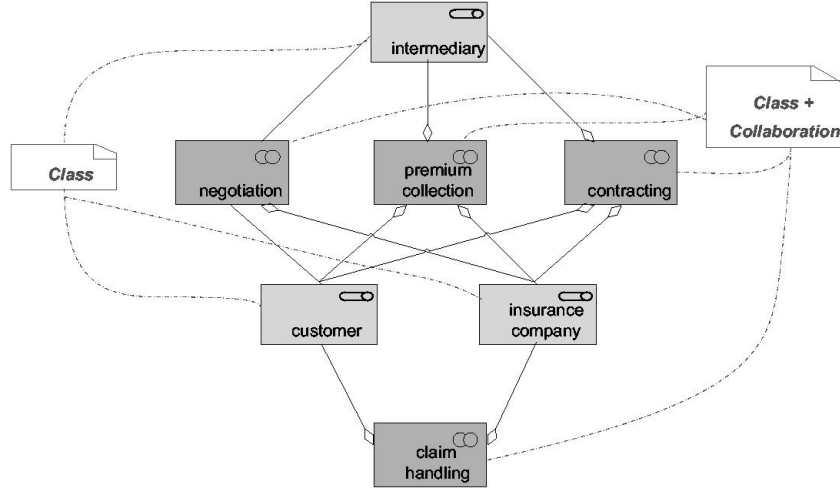 intermediary
Class +
Collaboration
Class
negotiation
premium
collection
contracting
customer
insurance
company
claim
handling